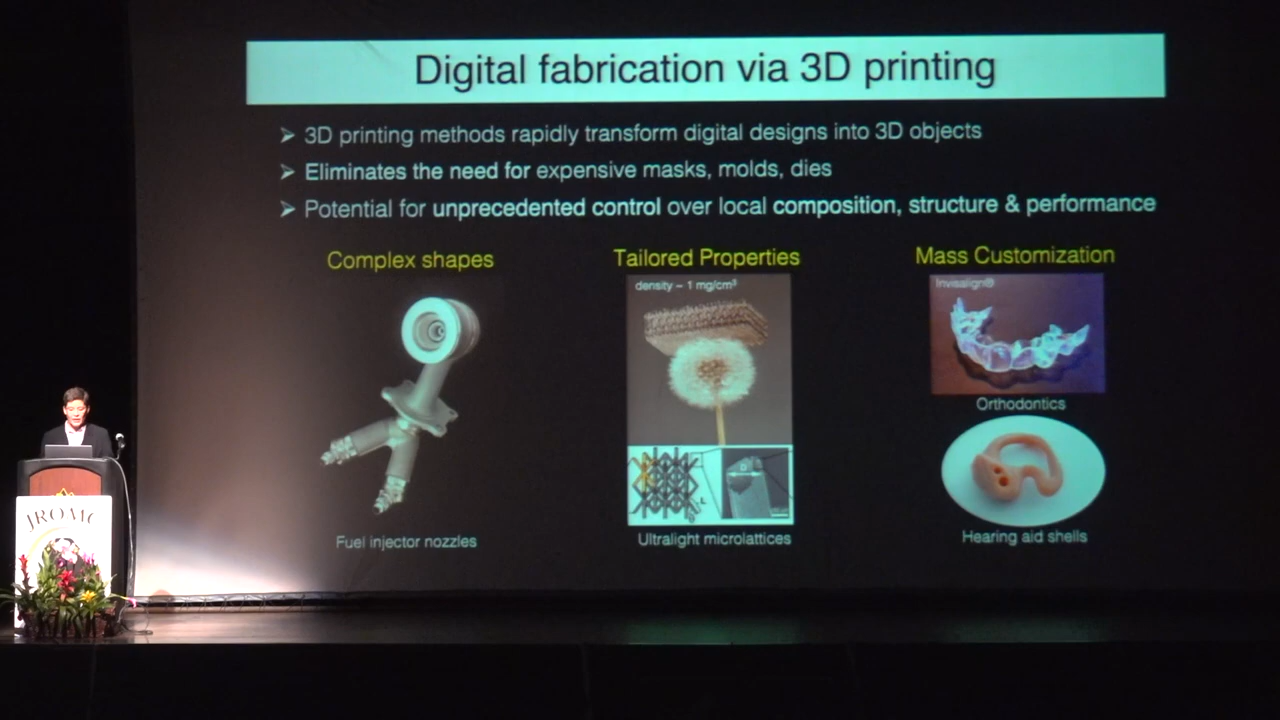 Digital fabrication via 3D printing
➤ 3D printing methods rapidly transform digital designs into 3D objects
➤ Eliminates the need for expensive masks, molds, dies
➤ Potential for unprecedented control over local composition, structure & performance
Complex shapes
Fuel injector nozzles
Tailored Properties
density ~ 1 mg/cm³
Ultralight microlattices
Mass Customization
Invisalign®
Orthodontics
Hearing aid shells
JROMC